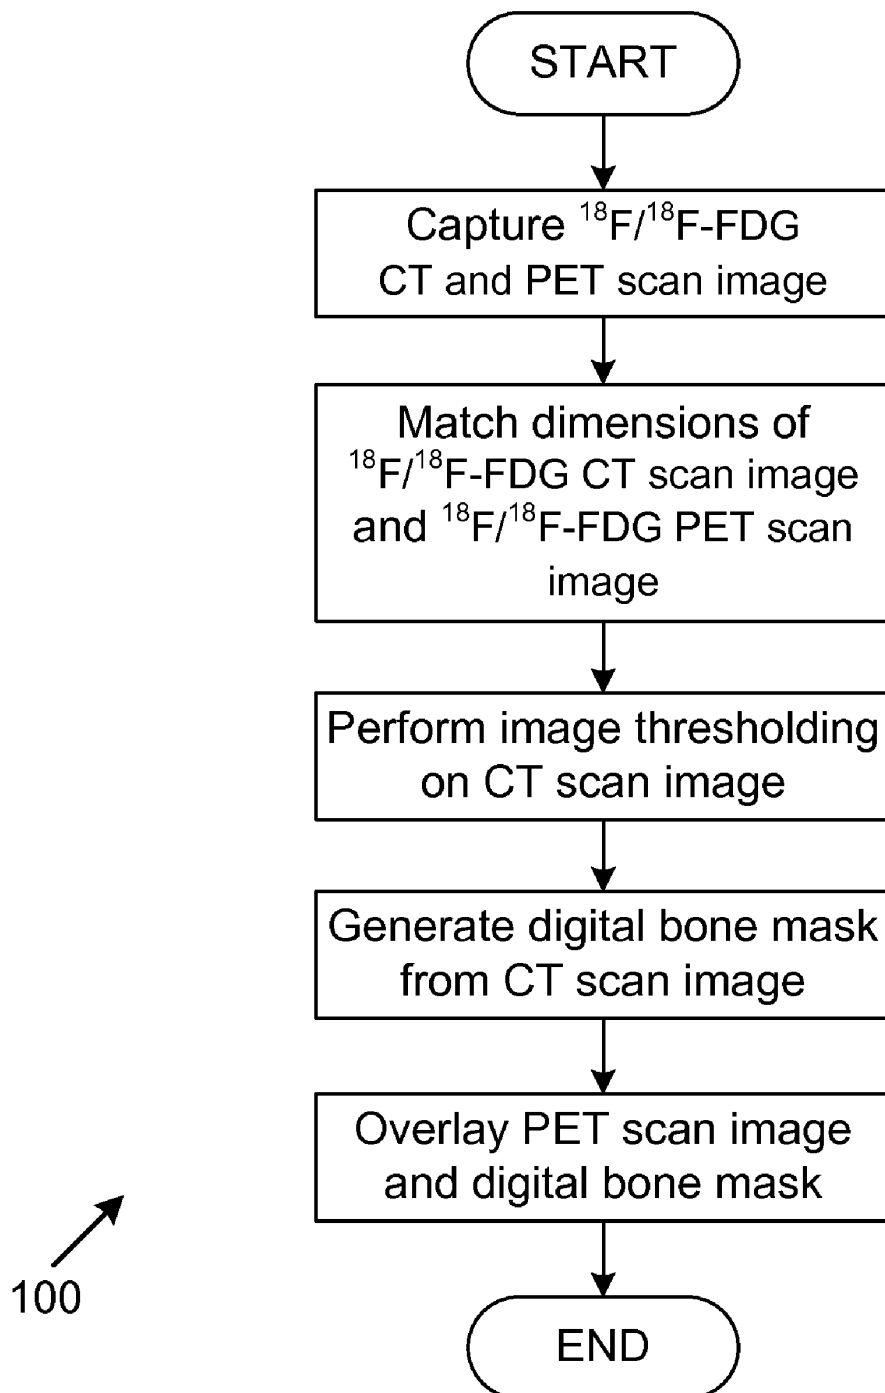 START
Capture ¹⁸F/¹⁸F-FDG
CT and PET scan image
Match dimensions of
¹⁸F/¹⁸F-FDG CT scan image
and ¹⁸F/¹⁸F-FDG PET scan
image
Perform image thresholding
on CT scan image
Generate digital bone mask
from CT scan image
Overlay PET scan image
and digital bone mask
100
END